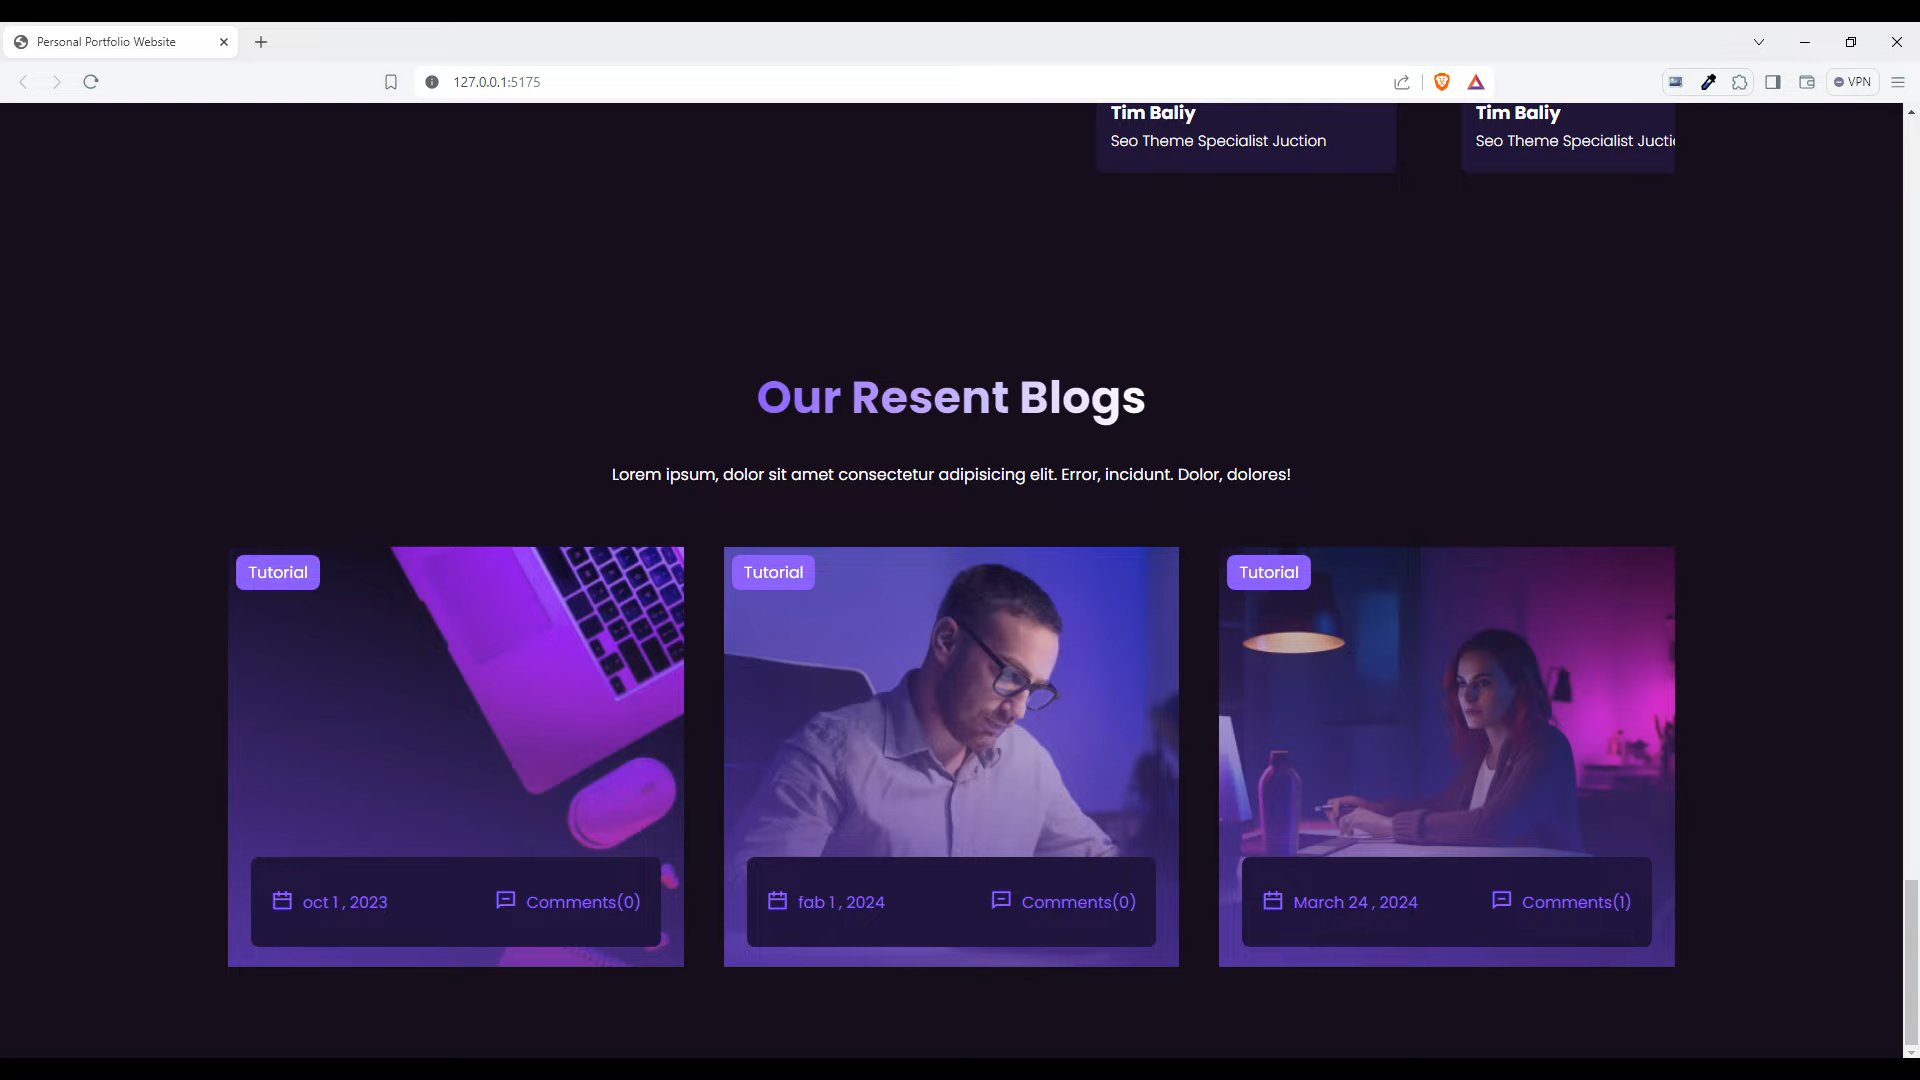 Personal Portfolio Website
127.0.0.1:5175
VPN
Tim Baliy
Seo Theme Specialist Juction
Tim Baliy
Seo Theme Specialist Juctio
Our Resent Blogs
Lorem ipsum, dolor sit amet consectetur adipisicing elit. Error, incidunt. Dolor, dolores!
Tutorial
oct 1 , 2023
Comments(0)
Tutorial
fab 1 , 2024
Comments(0)
Tutorial
March 24 , 2024
Comments(1)